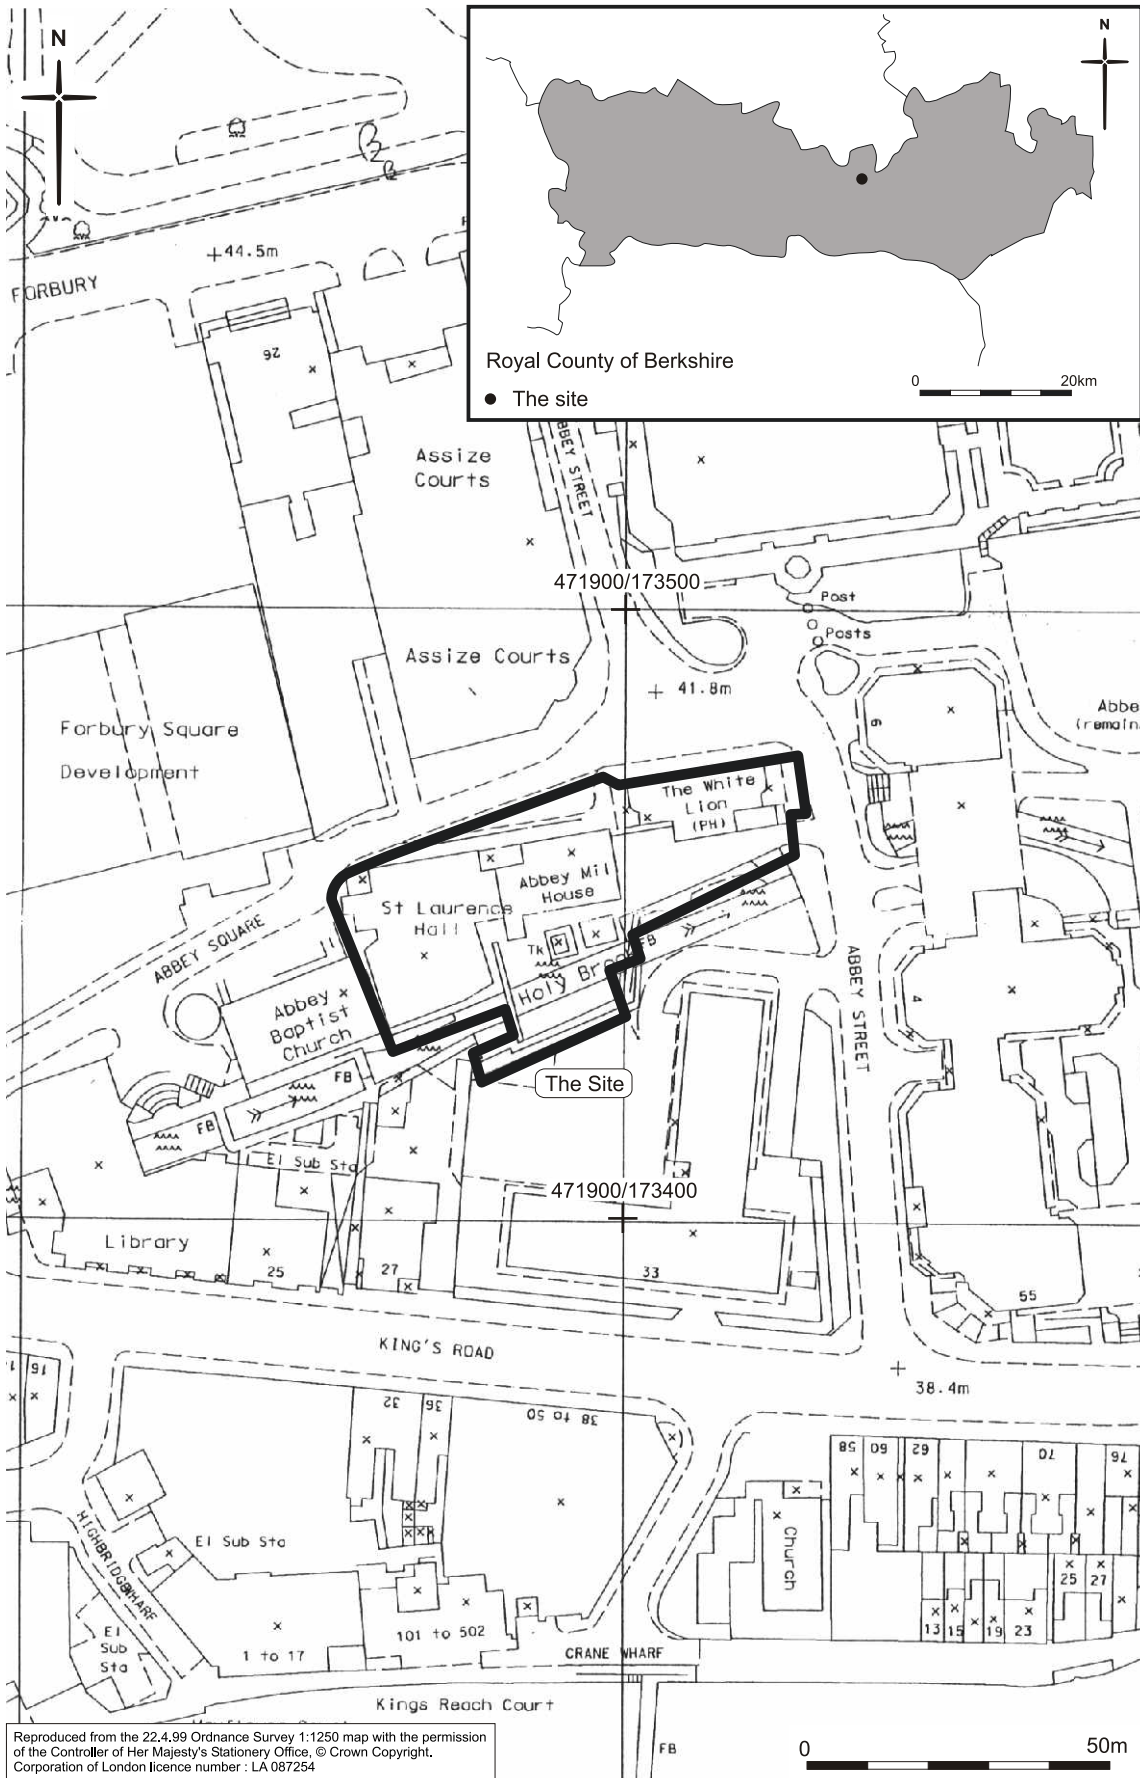 N
N
Royal County of Berkshire
The site
0 20km
+44.5m
FORBURY
26
Assize
Courts
ABBEY STREET
471900/173500
Post
Posts
Assize Courts
41.8m
Abbe
(remain
Forbury Square
Development
6
The White
Lion
(PH)
Abbey Mil
House
St Laurence
Hall
ABBEY SQUARE
Tk
FB
Holy Broo
Abbey
Baptist
Church
ABBEY STREET
4
The Site
FB
FB
El Sub Sta
471900/173400
Library
25
27
33
55
KING'S ROAD
38.4m
16
32
36
38 to 50
58
60
62
70
76
HIGHBRIDGE WHARF
El Sub Sta
Church
El
Sub
Sta
1 to 17
101 to 502
13
15
19
23
25
27
CRANE WHARF
Kings Reach Court
FB
Reproduced from the 22.4.99 Ordnance Survey 1:1250 map with the permission
of the Controller of Her Majesty's Stationery Office, © Crown Copyright.
Corporation of London licence number : LA 087254
0 50m